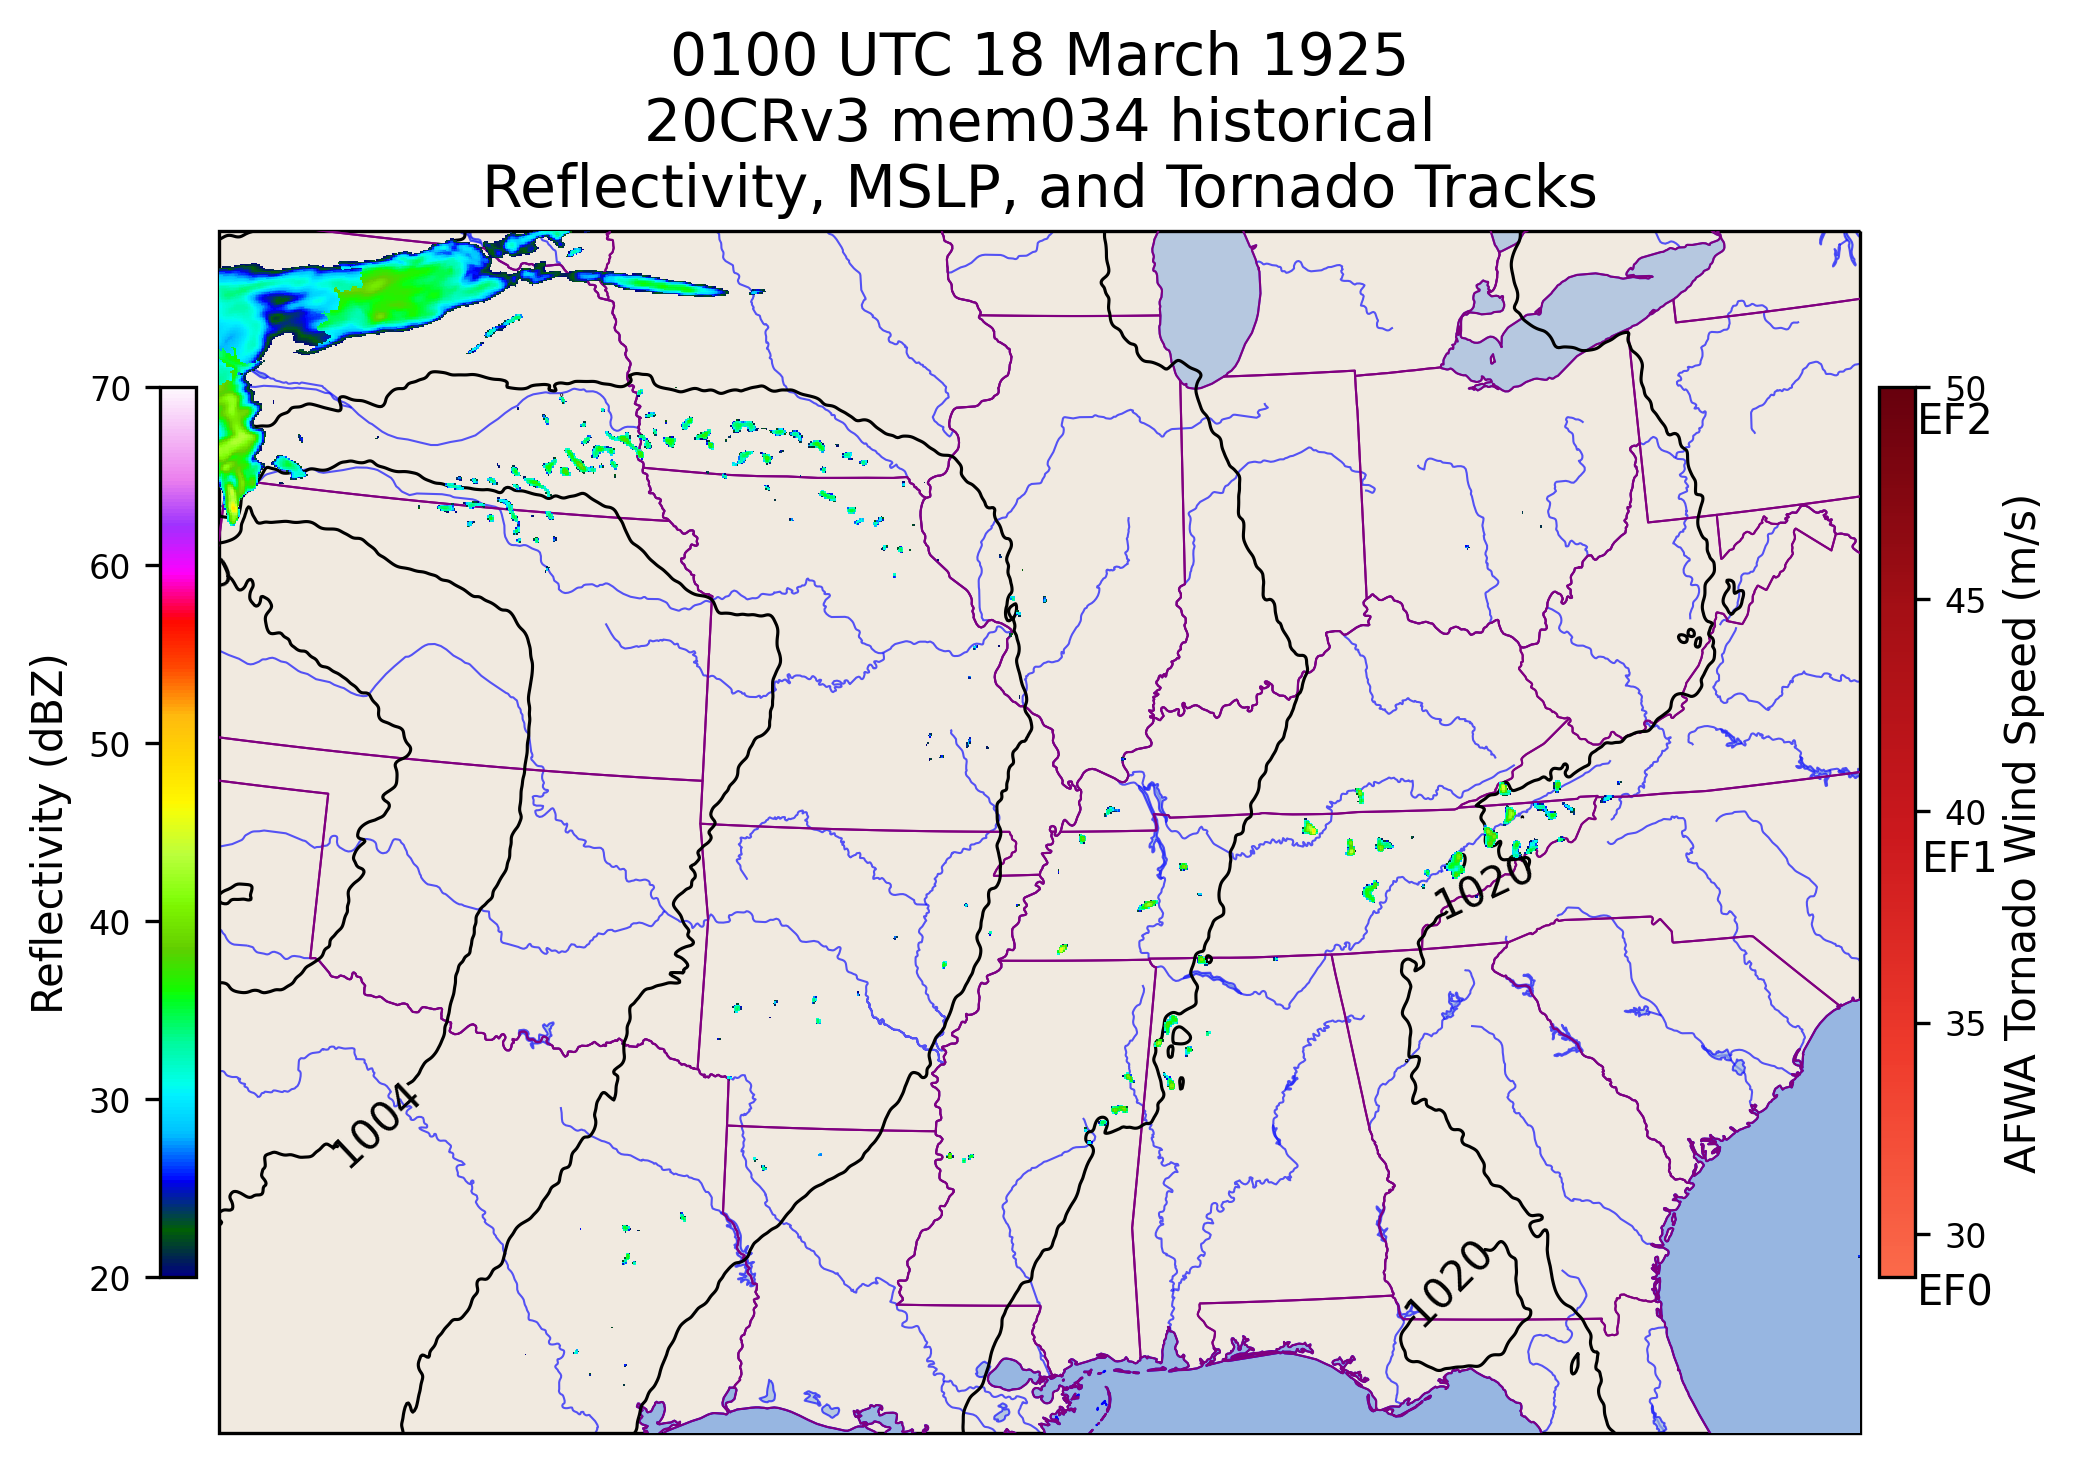 0100 UTC 18 March 1925
20CRv3 mem034 historical
Reflectivity, MSLP, and Tornado Tracks
70
60
50
40
30
20
Reflectivity (dBZ)
1004
1020
1020
50
EF2
45
40
EF1
35
30
EF0
AFWA Tornado Wind Speed (m/s)